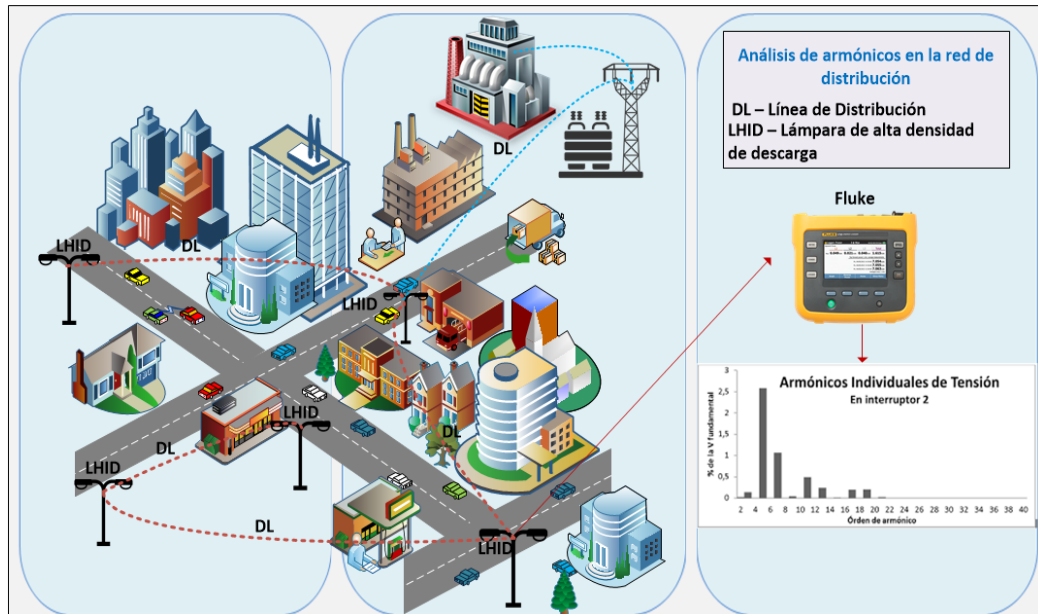 Análisis de armónicos en la red de
distribución
DL – Línea de Distribución
LHID – Lámpara de alta densidad
de descarga
DL
LHID
DL
LHID
LHID
DL
DL
LHID
DL
LHID
Fluke
Armónicos Individuales de Tensión
En interruptor 2
% de la V fundamental
3
2,5
2
1,5
1
0,5
0
2 4 6 8 10 12 14 16 18 20 22 24 26 28 30 32 34 36 38 40
Órden de armónico